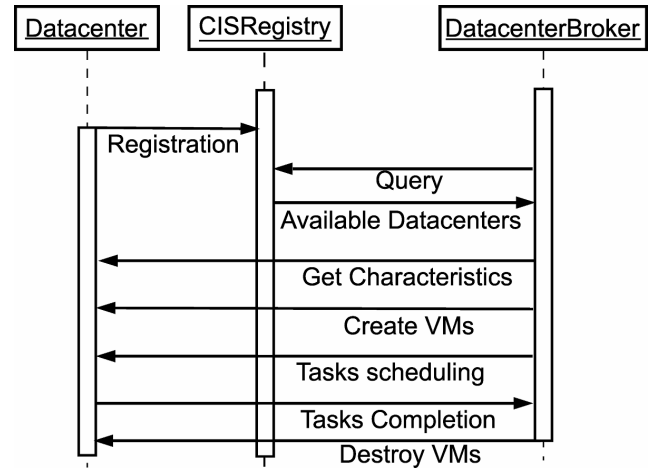 Datacenter
CISRegistry
DatacenterBroker
Registration
Query
Available Datacenters
Get Characteristics
Create VMs
Tasks scheduling
Tasks Completion
Destroy VMs